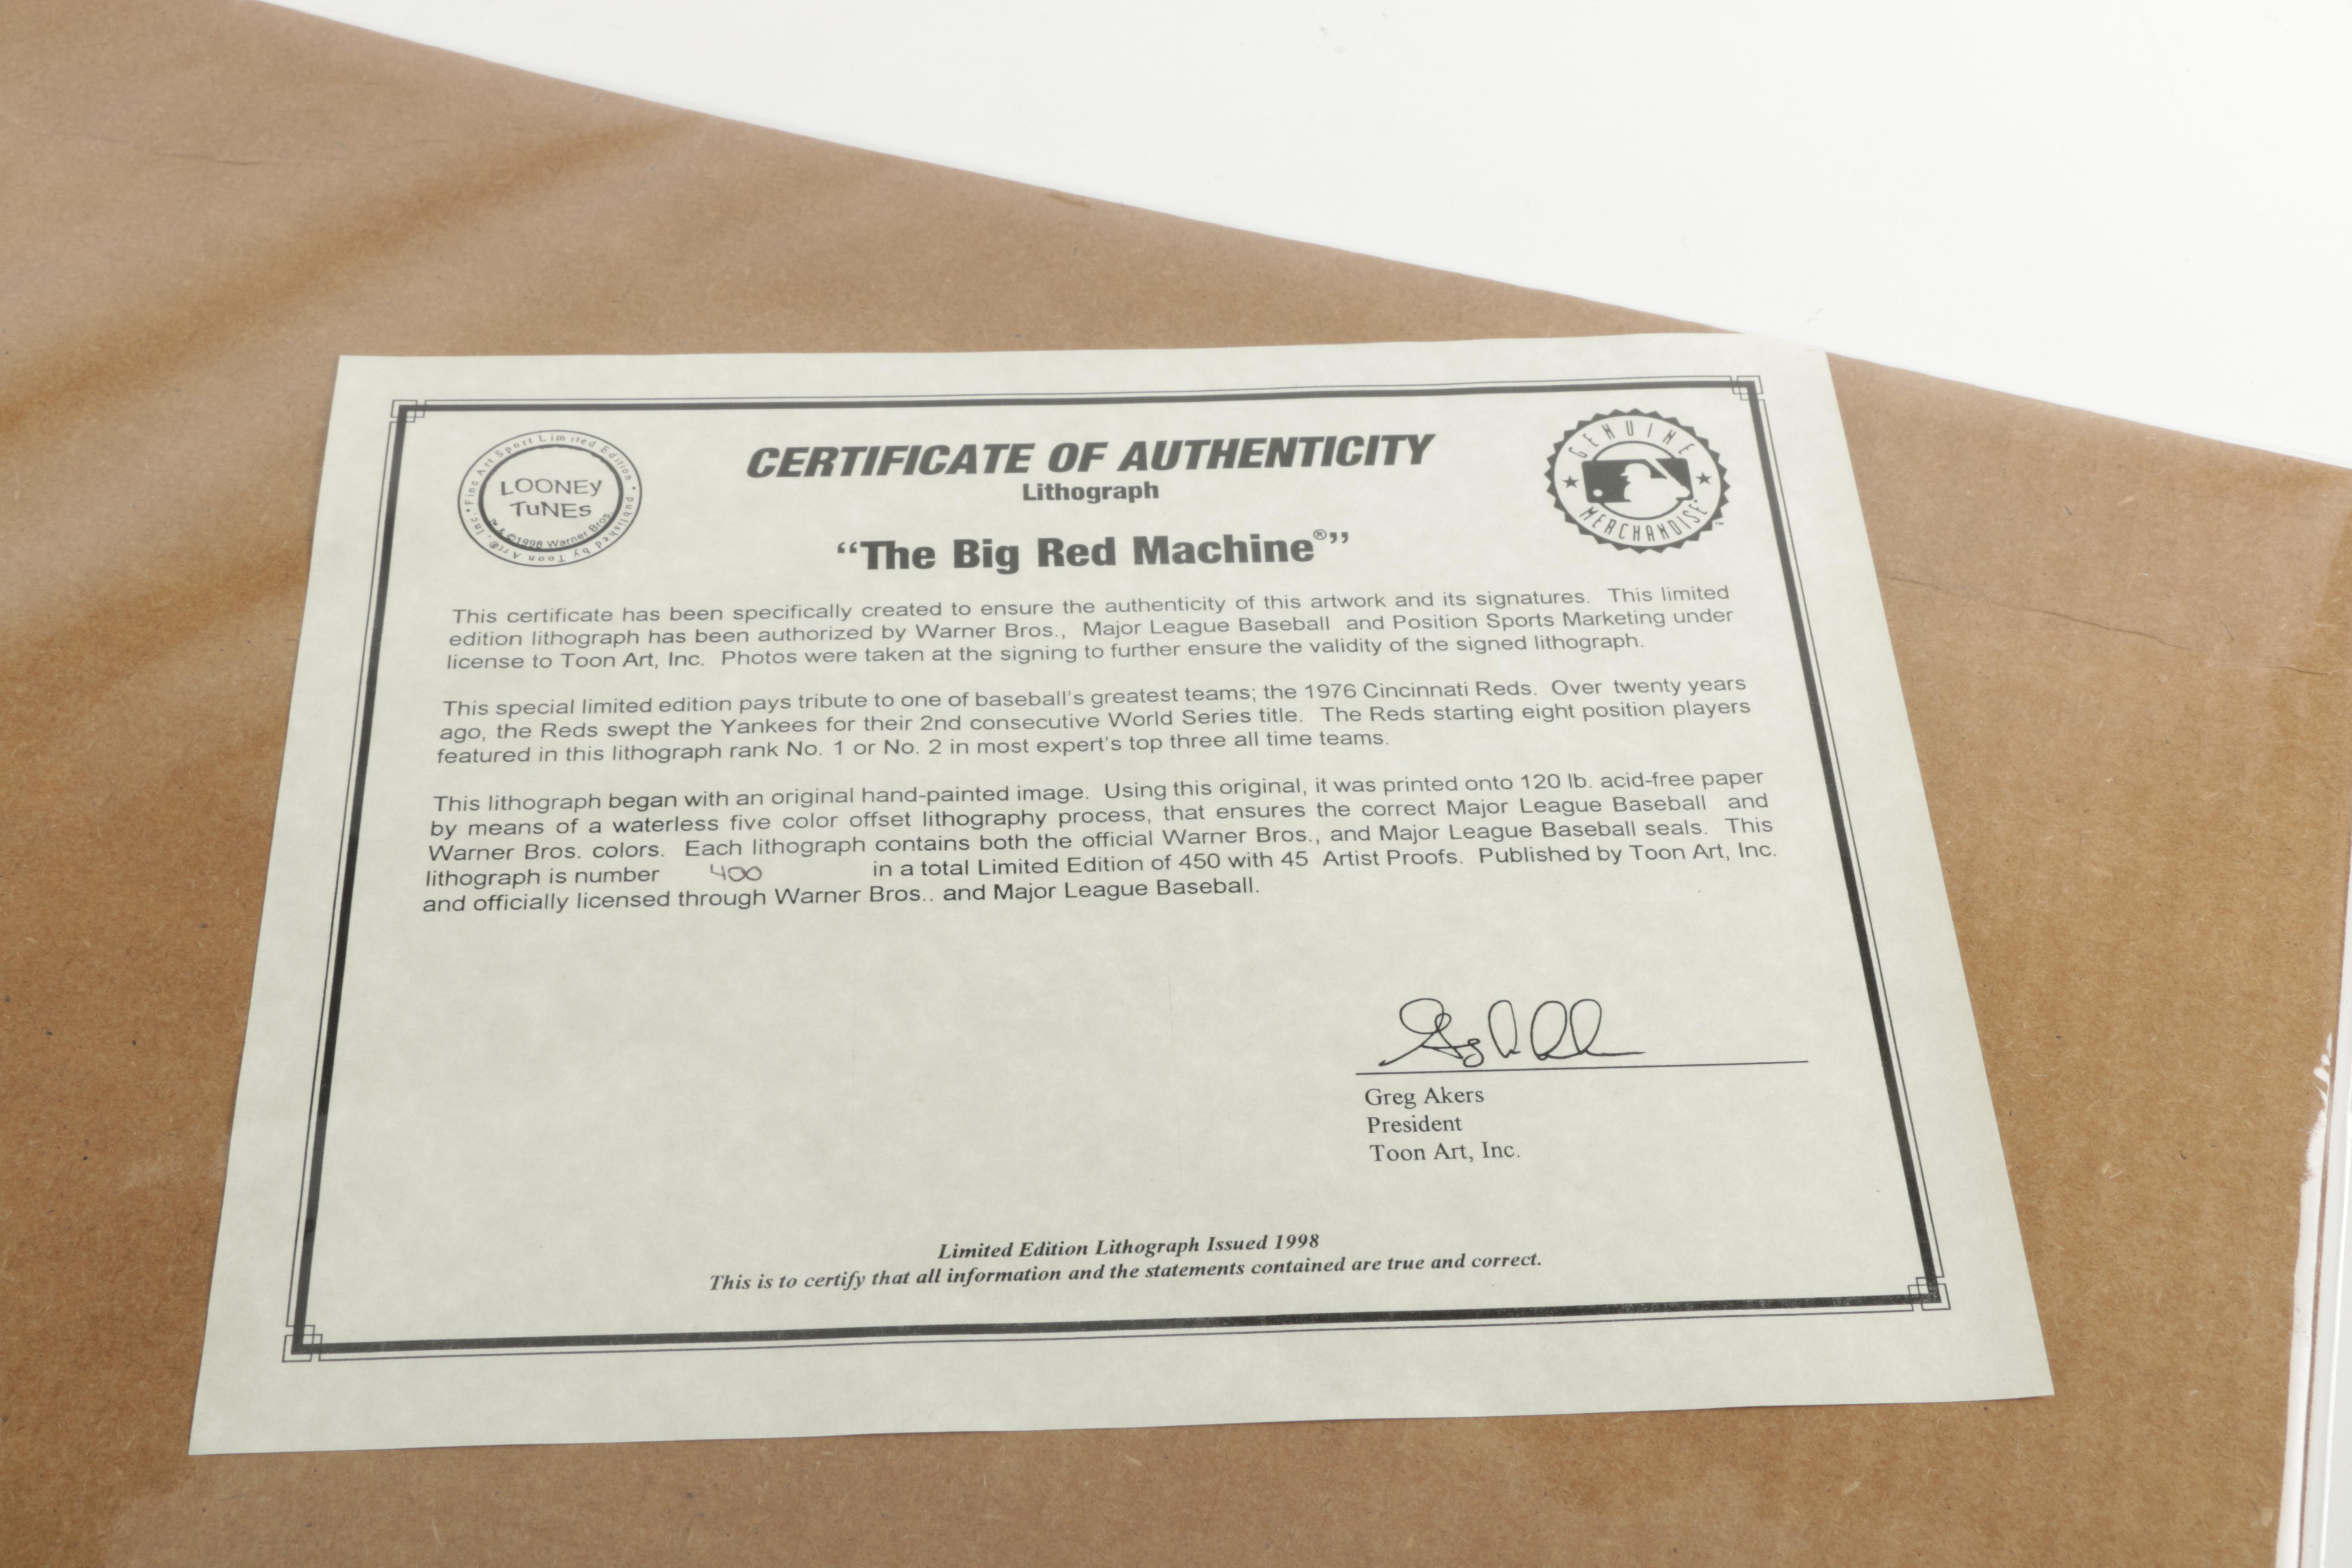 Fine Art Sport Limited Edition • Published by Toon Art®, Inc. •
LOONEY
TUNES
™ & ©1998 Warner Bros.
CERTIFICATE OF AUTHENTICITY
Lithograph
“The Big Red Machine®”
GENUINE
MERCHANDISE
This certificate has been specifically created to ensure the authenticity of this artwork and its signatures. This limited
edition lithograph has been authorized by Warner Bros., Major League Baseball and Position Sports Marketing under
license to Toon Art, Inc. Photos were taken at the signing to further ensure the validity of the signed lithograph.
This special limited edition pays tribute to one of baseball's greatest teams; the 1976 Cincinnati Reds. Over twenty years
ago, the Reds swept the Yankees for their 2nd consecutive World Series title. The Reds starting eight position players
featured in this lithograph rank No. 1 or No. 2 in most expert's top three all time teams.
This lithograph began with an original hand-painted image. Using this original, it was printed onto 120 lb. acid-free paper
by means of a waterless five color offset lithography process, that ensures the correct Major League Baseball and
Warner Bros. colors. Each lithograph contains both the official Warner Bros., and Major League Baseball seals. This
lithograph is number 400 in a total Limited Edition of 450 with 45 Artist Proofs. Published by Toon Art, Inc.
and officially licensed through Warner Bros.. and Major League Baseball.
Greg Akers
President
Toon Art, Inc.
Limited Edition Lithograph Issued 1998
This is to certify that all information and the statements contained are true and correct.